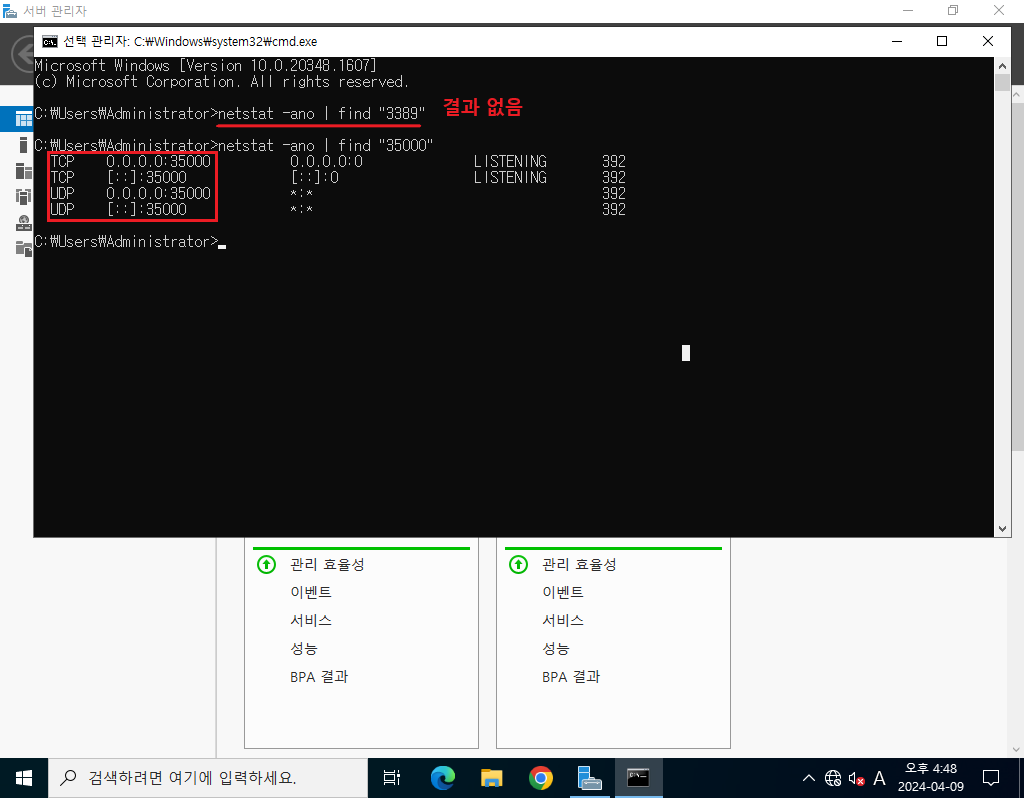 서버 관리자
선택 관리자: C:₩Windows₩system32₩cmd.exe
Microsoft Windows [Version 10.0.20348.1607]
(c) Microsoft Corporation. All rights reserved.
C:₩Users₩Administrator>netstat -ano | find "3389"
결과 없음
C:₩Users₩Administrator>netstat -ano | find "35000"
TCP 0.0.0.0:35000 0.0.0.0:0 LISTENING 392
TCP [::]:35000 [::]:0 LISTENING 392
UDP 0.0.0.0:35000 *:* 392
UDP [::]:35000 *:* 392
C:₩Users₩Administrator>
관리 효율성
이벤트
서비스
성능
BPA 결과
관리 효율성
이벤트
서비스
성능
BPA 결과
검색하려면 여기에 입력하세요.
A
오후 4:48
2024-04-09